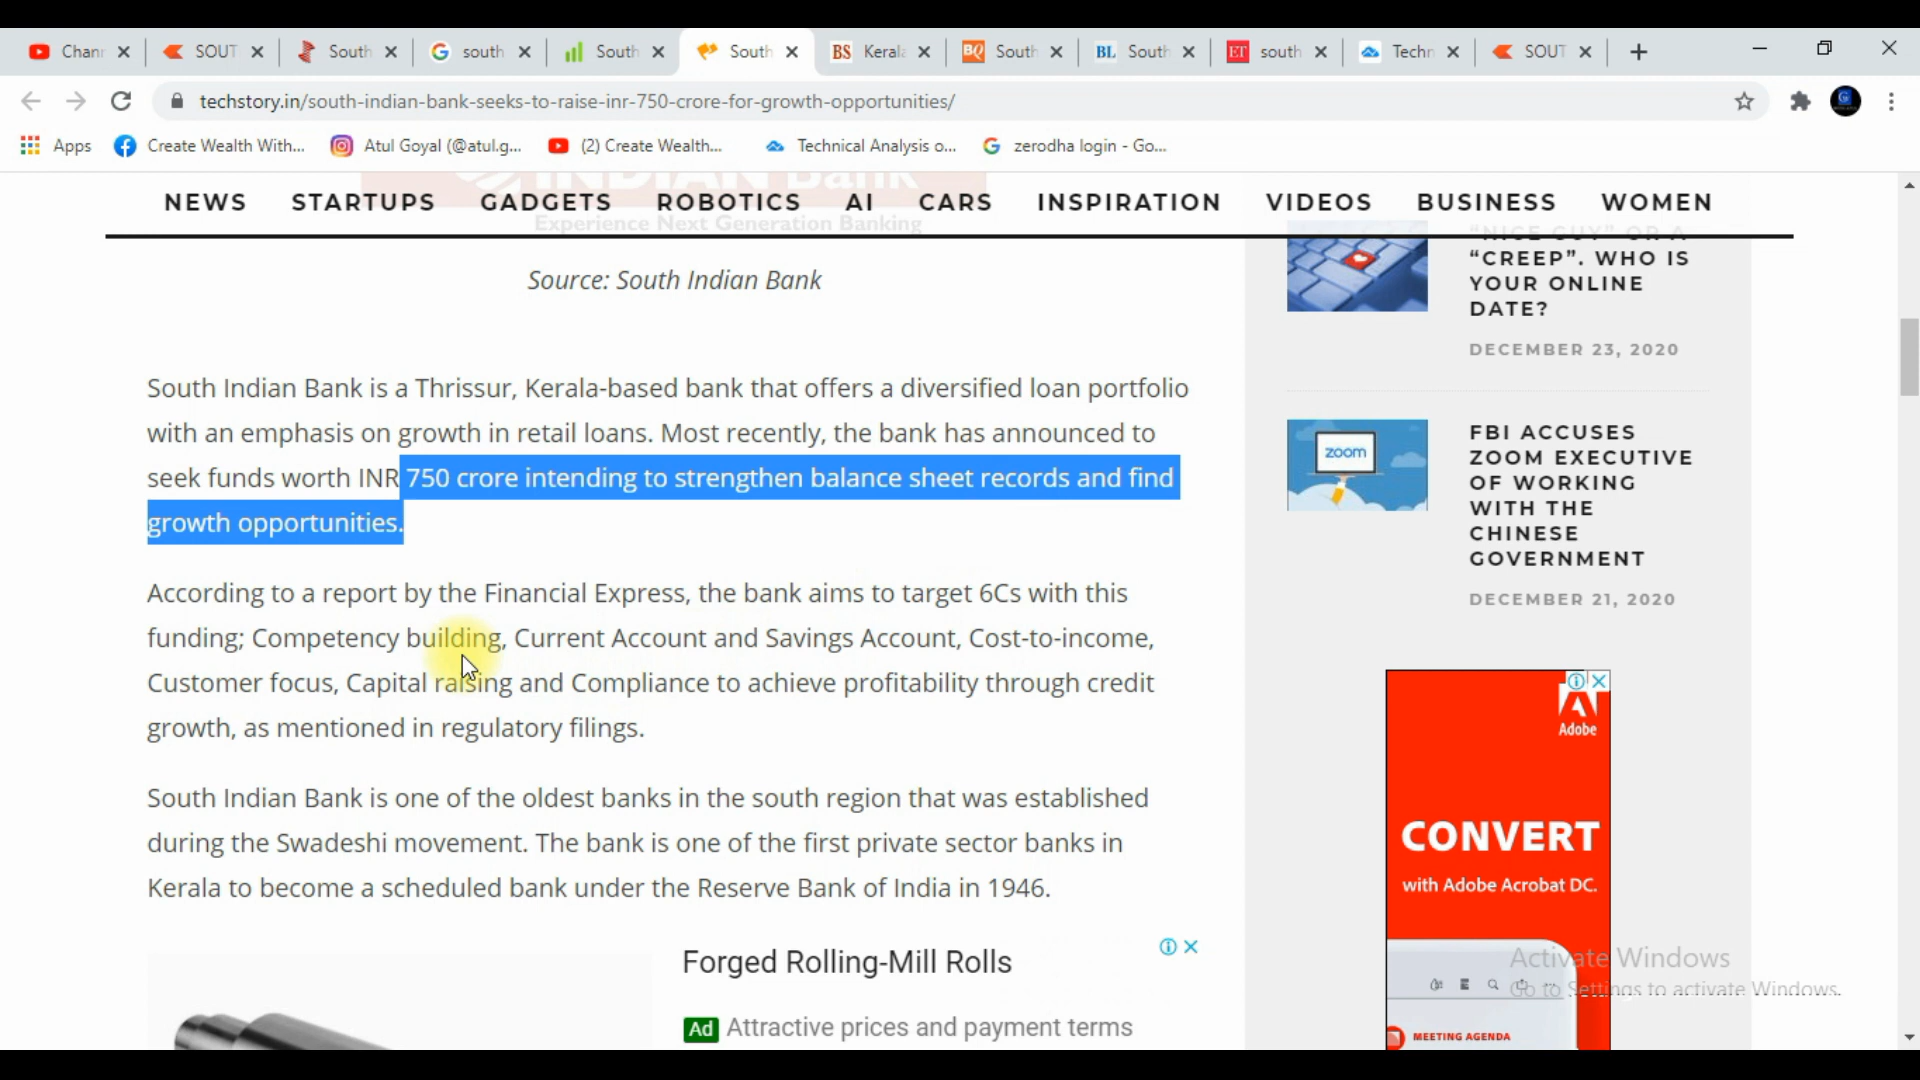 Chann
SOUT
South
south
South
South
Kerala
South
South
south
Techn
SOUT
techstory.in/south-indian-bank-seeks-to-raise-inr-750-crore-for-growth-opportunities/
Apps
Create Wealth With...
Atul Goyal (@atul.g...
(2) Create Wealth...
Technical Analysis o...
zerodha login - Go...
INDIAN Bank
NEWS STARTUPS GADGETS ROBOTICS AI CARS INSPIRATION VIDEOS BUSINESS WOMEN
Experience Next Generation Banking
Source: South Indian Bank
South Indian Bank is a Thrissur, Kerala-based bank that offers a diversified loan portfolio
with an emphasis on growth in retail loans. Most recently, the bank has announced to
seek funds worth INR 750 crore intending to strengthen balance sheet records and find
growth opportunities.
According to a report by the Financial Express, the bank aims to target 6Cs with this
funding; Competency building, Current Account and Savings Account, Cost-to-income,
Customer focus, Capital raising and Compliance to achieve profitability through credit
growth, as mentioned in regulatory filings.
South Indian Bank is one of the oldest banks in the south region that was established
during the Swadeshi movement. The bank is one of the first private sector banks in
Kerala to become a scheduled bank under the Reserve Bank of India in 1946.
Forged Rolling-Mill Rolls
Ad Attractive prices and payment terms
"NICE GUY" OR A
"CREEP". WHO IS
YOUR ONLINE
DATE?
DECEMBER 23, 2020
zoom
FBI ACCUSES
ZOOM EXECUTIVE
OF WORKING
WITH THE
CHINESE
GOVERNMENT
DECEMBER 21, 2020
Adobe
CONVERT
with Adobe Acrobat DC.
MEETING AGENDA
Activate Windows
Go to Settings to activate Windows.